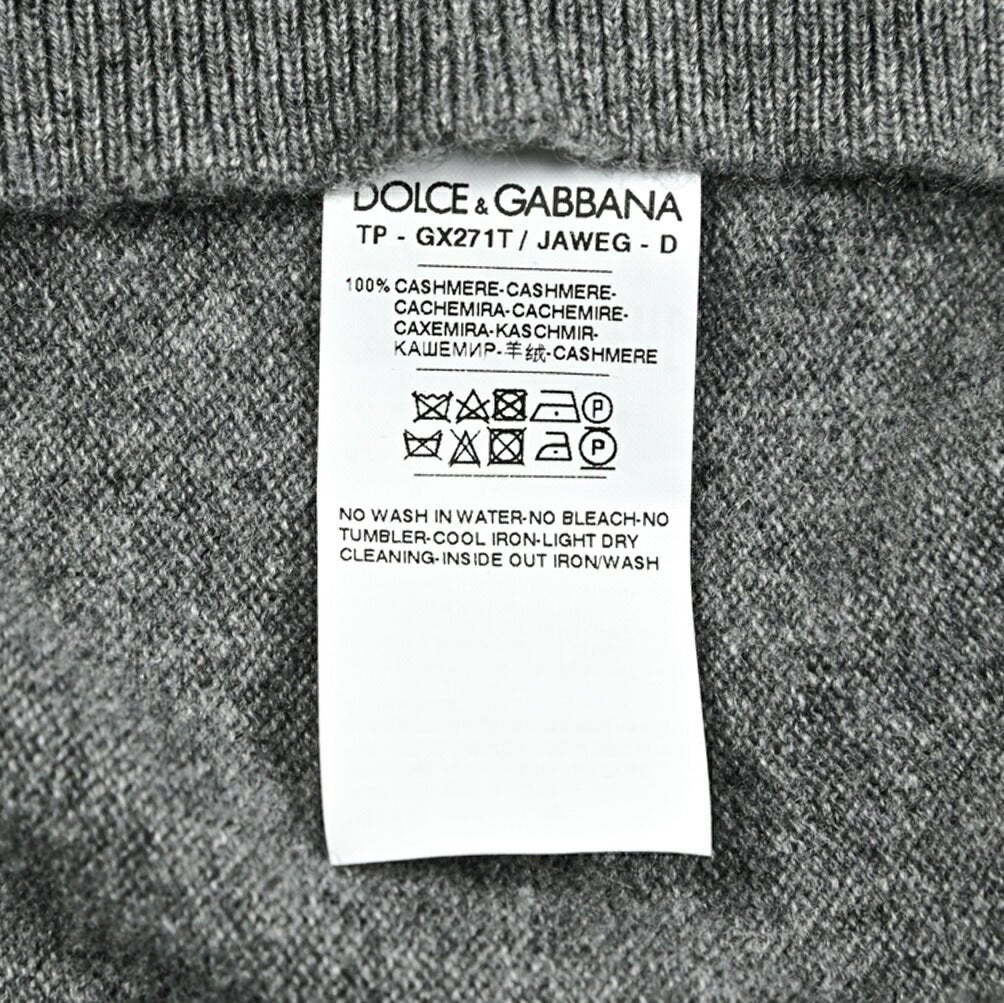 DOLCE & GABBANA
TP - GX271T / JAWEG - D
100% CASHMERE-CASHMERE-
CACHEMIRA-CACHEMIRE-
CAXEMIRA-KASCHMIR-
КАШЕМИР-羊绒-CASHMERE
P
P
NO WASH IN WATER-NO BLEACH-NO
TUMBLER-COOL IRON-LIGHT DRY
CLEANING-INSIDE OUT IRON/WASH